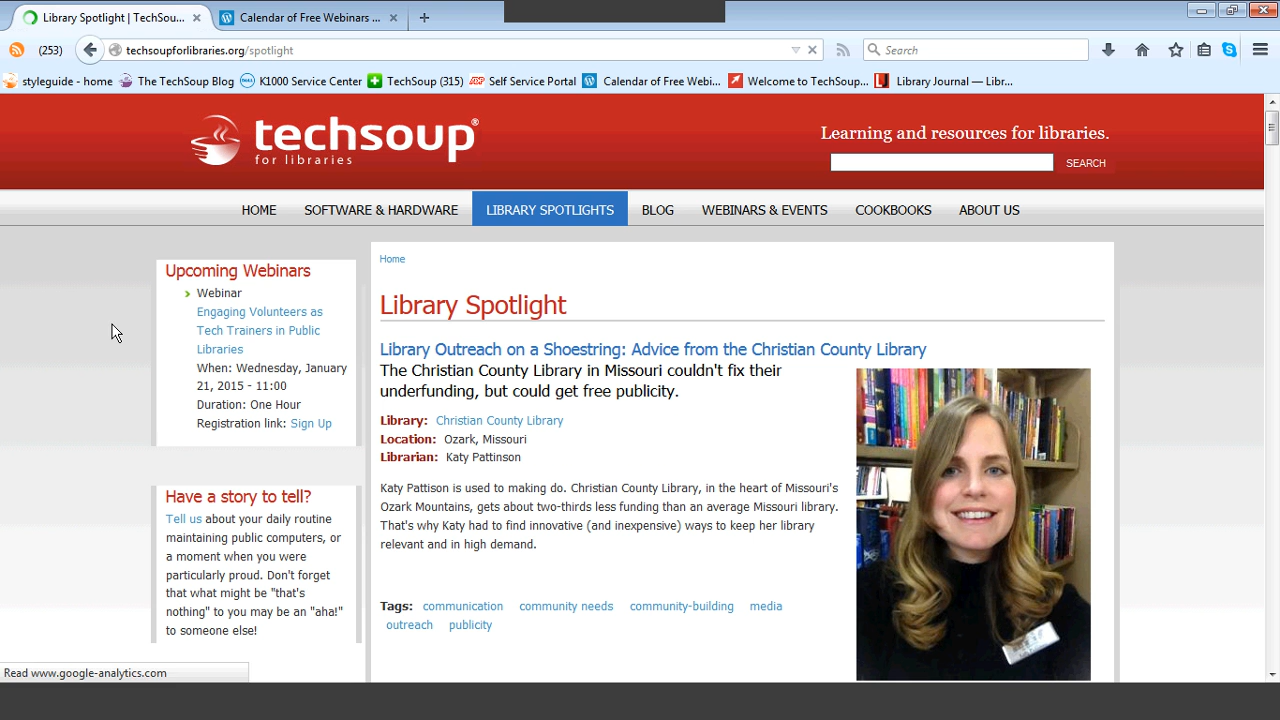 Library Spotlight | TechSou...
Calendar of Free Webinars ...
(253)
techsoupforlibraries.org/spotlight
Search
styleguide - home
The TechSoup Blog
K1000 Service Center
TechSoup (315)
Self Service Portal
Calendar of Free Webi...
Welcome to TechSoup...
Library Journal — Libr...
techsoup®
for libraries
Learning and resources for libraries.
SEARCH
HOME
SOFTWARE & HARDWARE
LIBRARY SPOTLIGHTS
BLOG
WEBINARS & EVENTS
COOKBOOKS
ABOUT US
Upcoming Webinars
Webinar
Engaging Volunteers as
Tech Trainers in Public
Libraries
When: Wednesday, January
21, 2015 - 11:00
Duration: One Hour
Registration link: Sign Up
Have a story to tell?
Tell us about your daily routine
maintaining public computers, or
a moment when you were
particularly proud. Don't forget
that what might be "that's
nothing" to you may be an "aha!"
to someone else!
Home
Library Spotlight
Library Outreach on a Shoestring: Advice from the Christian County Library
The Christian County Library in Missouri couldn't fix their
underfunding, but could get free publicity.
Library: Christian County Library
Location: Ozark, Missouri
Librarian: Katy Pattinson
Katy Pattison is used to making do. Christian County Library, in the heart of Missouri's
Ozark Mountains, gets about two-thirds less funding than an average Missouri library.
That's why Katy had to find innovative (and inexpensive) ways to keep her library
relevant and in high demand.
Tags: communication community needs community-building media
outreach publicity
Read www.google-analytics.com